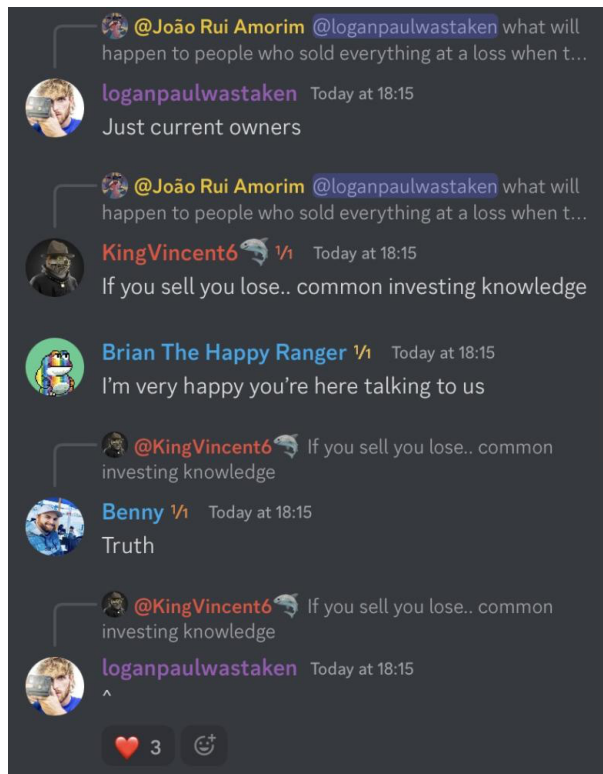 @João Rui Amorim @loganpaulwastaken what will
happen to people who sold everything at a loss when t...
loganpaulwastaken Today at 18:15
Just current owners
@João Rui Amorim @loganpaulwastaken what will
happen to people who sold everything at a loss when t...
KingVincent6🐬 1/1 Today at 18:15
If you sell you lose.. common investing knowledge
Brian The Happy Ranger 1/1 Today at 18:15
I'm very happy you're here talking to us
@KingVincent6🐬 If you sell you lose.. common
investing knowledge
Benny 1/1 Today at 18:15
Truth
@KingVincent6🐬 If you sell you lose.. common
investing knowledge
loganpaulwastaken Today at 18:15
^
❤️ 3